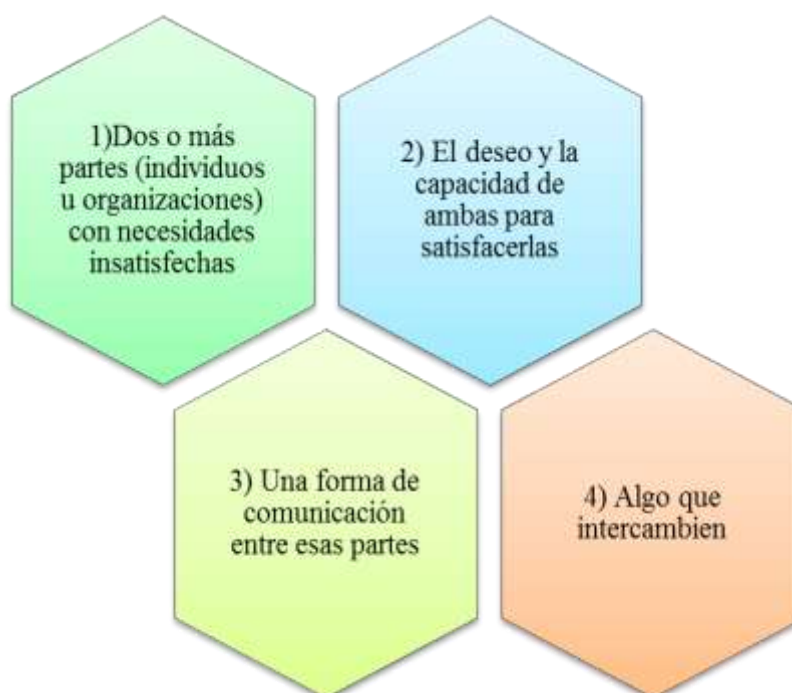 1)Dos o más
partes (individuos
u organizaciones)
con necesidades
insatisfechas
2) El deseo y la
capacidad de
ambas para
satisfacerlas
3) Una forma de
comunicación
entre esas partes
4) Algo que
intercambien